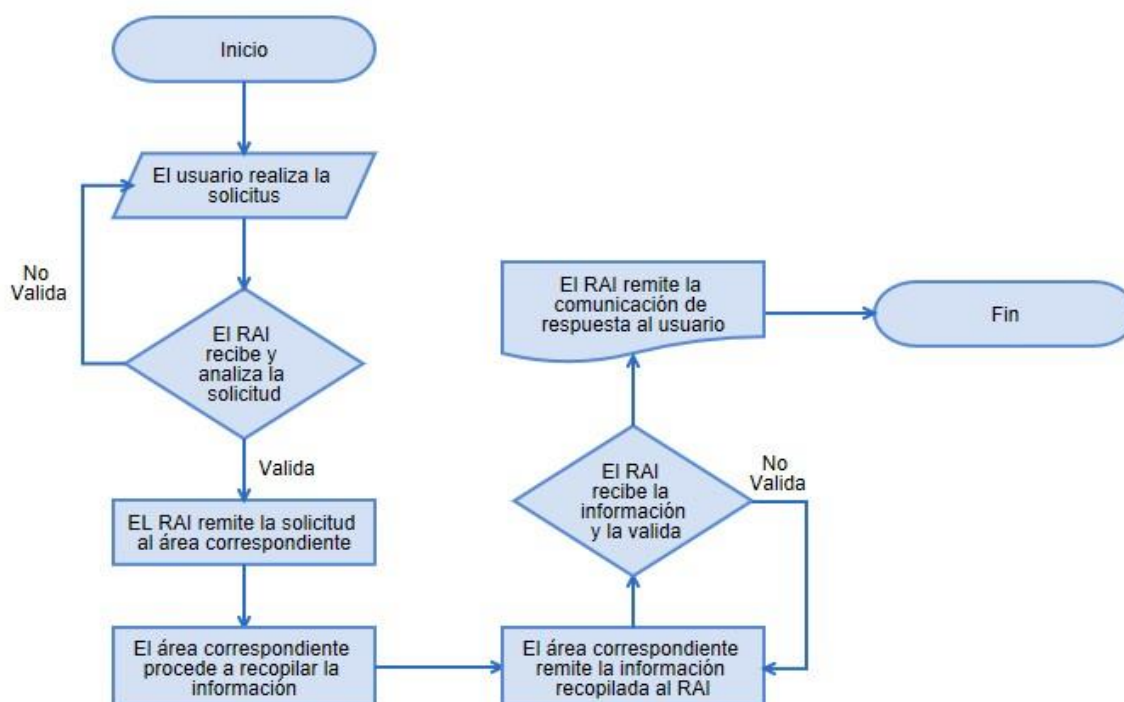 Inicio
El usuario realiza la
solicitus
No
Valida
El RAI
recibe y
analiza la
solicitud
Valida
EL RAI remite la solicitud
al área correspondiente
El área correspondiente
procede a recopilar la
información
El área correspondiente
remite la información
recopilada al RAI
El RAI
recibe la
información
y la valida
No
Valida
El RAI remite la
comunicación de
respuesta al usuario
Fin